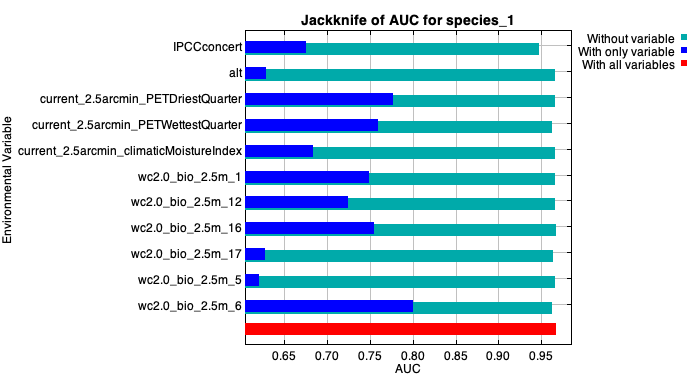 Jackknife of AUC for species_1
Without variable
With only variable
With all variables
Environmental Variable
IPCCconcert
alt
current_2.5arcmin_PETDriestQuarter
current_2.5arcmin_PETWettestQuarter
current_2.5arcmin_climaticMoistureIndex
wc2.0_bio_2.5m_1
wc2.0_bio_2.5m_12
wc2.0_bio_2.5m_16
wc2.0_bio_2.5m_17
wc2.0_bio_2.5m_5
wc2.0_bio_2.5m_6
0.65 0.70 0.75 0.80 0.85 0.90 0.95
AUC